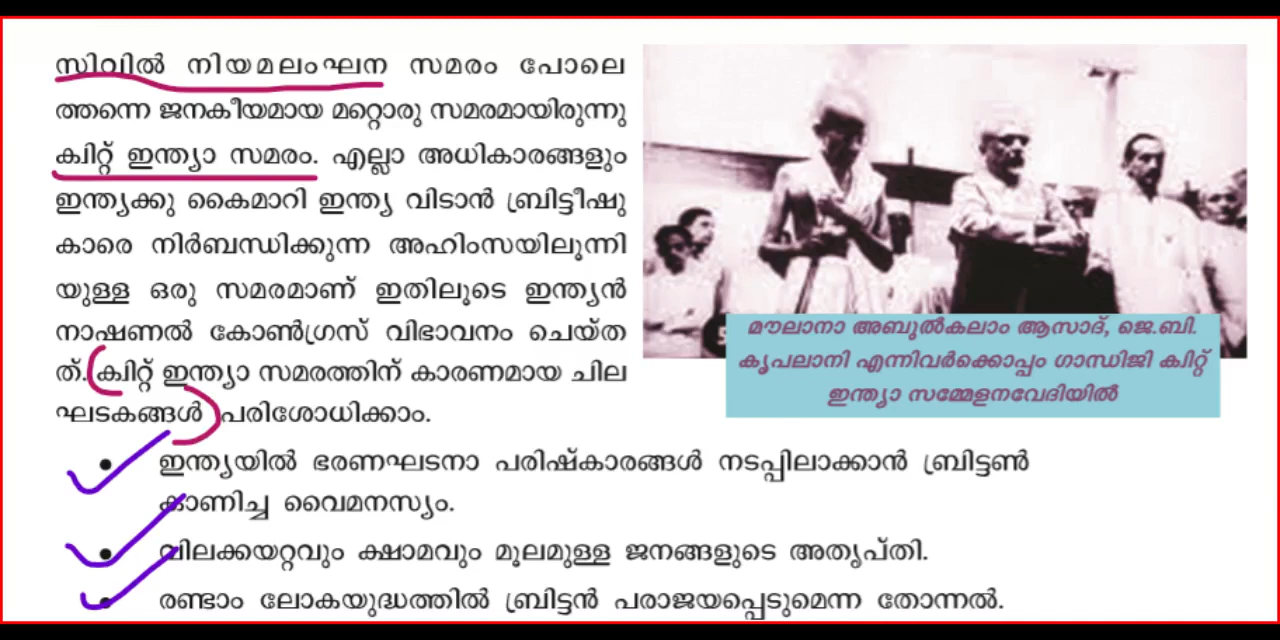 സിവിൽ നിയമലംഘന സമരം പോലെ
ത്തന്നെ ജനകീയമായ മറ്റൊരു സമരമായിരുന്നു
ക്വിറ്റ് ഇന്ത്യാ സമരം. എല്ലാ അധികാരങ്ങളും
ഇന്ത്യക്കു കൈമാറി ഇന്ത്യ വിടാൻ ബ്രിട്ടീഷു
കാരെ നിർബന്ധിക്കുന്ന അഹിംസയിലൂന്നി
യുള്ള ഒരു സമരമാണ് ഇതിലൂടെ ഇന്ത്യൻ
നാഷണൽ കോൺഗ്രസ് വിഭാവനം ചെയ്ത
ത്. ക്വിറ്റ് ഇന്ത്യാ സമരത്തിന് കാരണമായ ചില
ഘടകങ്ങൾ പരിശോധിക്കാം.
മൗലാനാ അബുൽകലാം ആസാദ്, ജെ.ബി.
കൃപലാനി എന്നിവർക്കൊപ്പം ഗാന്ധിജി ക്വിറ്റ്
ഇന്ത്യാ സമ്മേളനവേദിയിൽ
• ഇന്ത്യയിൽ ഭരണഘടനാ പരിഷ്കാരങ്ങൾ നടപ്പിലാക്കാൻ ബ്രിട്ടൺ
കാണിച്ച വൈമനസ്യം.
• വിലക്കയറ്റവും ക്ഷാമവും മൂലമുള്ള ജനങ്ങളുടെ അതൃപ്തി.
• രണ്ടാം ലോകയുദ്ധത്തിൽ ബ്രിട്ടൻ പരാജയപ്പെടുമെന്ന തോന്നൽ.